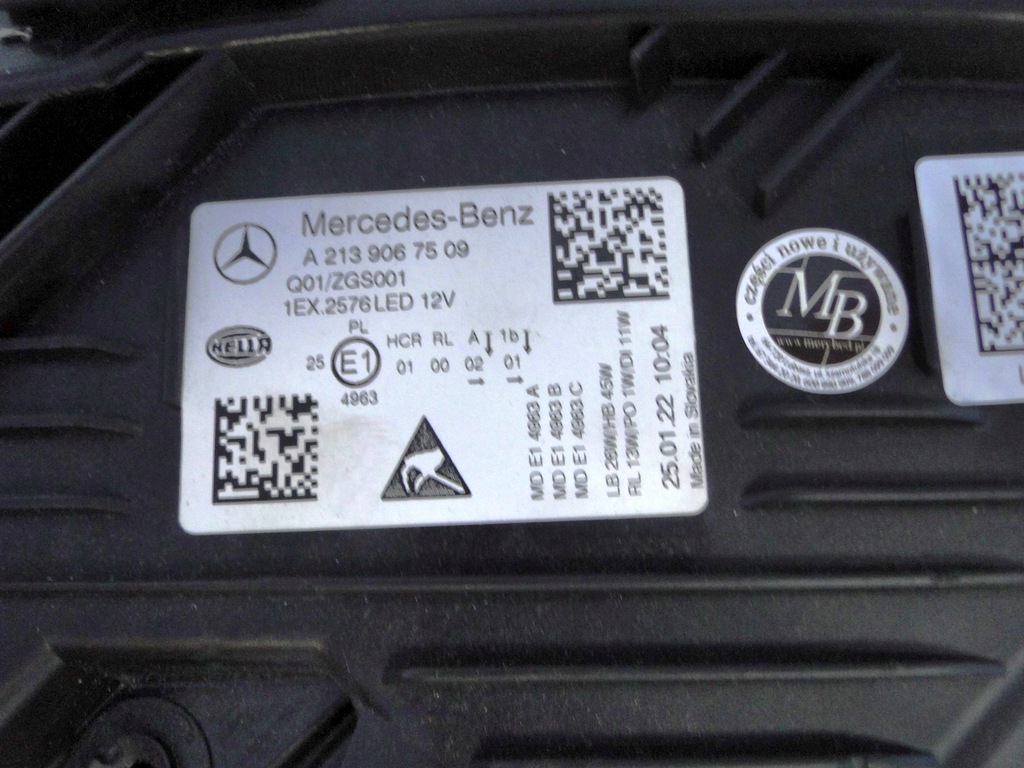 Mercedes-Benz
A 213 906 75 09
Q01/ZGS001
1EX.2576 LED 12V
HELLA
PL
HCR RL A 1b
25 E1 01 00 02 01
4963
MD E1 4963 A
MD E1 4963 B
MD E1 4963 C
LB 26W/HB 45W
RL 13W/PO 1W/DI 11W
25.01.22 10:04
Made in Slovakia
części nowe i używane
MB